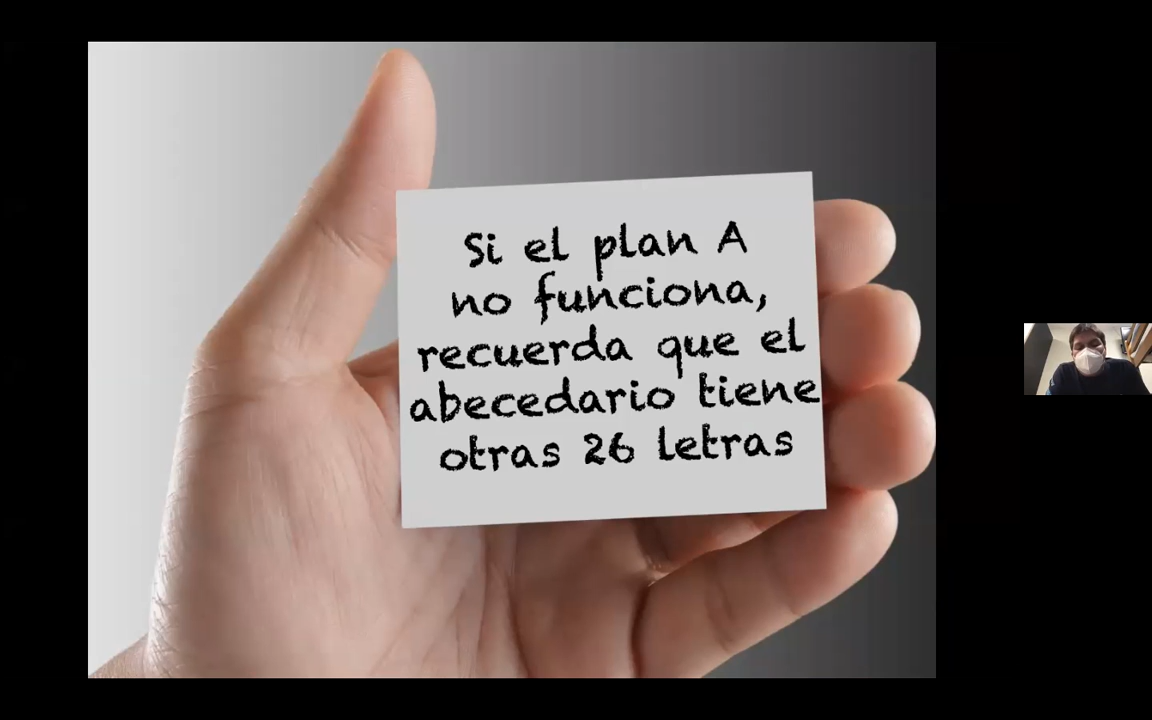 Si el plan A
no funciona,
recuerda que el
abecedario tiene
otras 26 letras